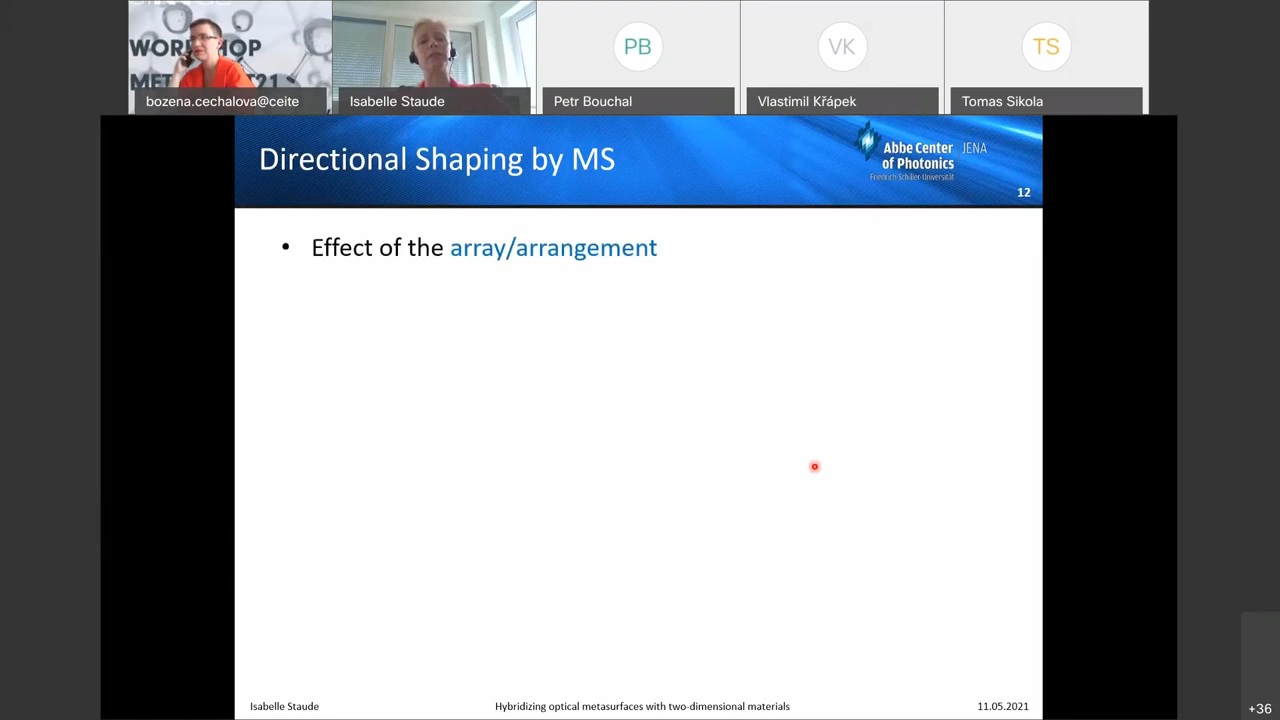 WORKSHOP
bozena.cechalova@ceite
Isabelle Staude
PB
Petr Bouchal
VK
Vlastimil Křápek
TS
Tomas Sikola
Directional Shaping by MS
Abbe Center
of Photonics
JENA
Friedrich-Schiller-Universität
12
• Effect of the array/arrangement
Isabelle Staude
Hybridizing optical metasurfaces with two-dimensional materials
11.05.2021
+36